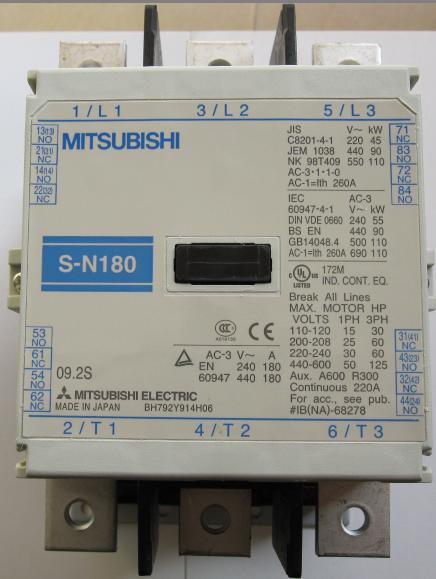 1/L1 3/L2 5/L3
13(13) NO
21(31) NC
14(14) NO
22(32) NC
MITSUBISHI
JIS V~ kW
C8201-4-1 220 45
JEM 1038 440 90
NK 98T409 550 110
AC-3・1・1-0
AC-1=Ith 260A
71 NC
83 NO
72 NC
84 NO
IEC AC-3
60947-4-1 V~ kW
DIN VDE 0660 240 55
BS EN 440 90
GB14048.4 500 110
AC-1=Ith 260A 690 110
S-N180
C UL US LISTED
172M
IND. CONT. EQ.
Break All Lines
MAX. MOTOR HP
VOLTS 1PH 3PH
110-120 15 30
200-208 25 60
220-240 30 60
440-600 50 125
Aux. A600 R300
Continuous 220A
For acc., see pub.
#IB(NA)-68278
CCC CE
AC-3 V~ A
EN 240 180
60947 440 180
53 NO
61 NC
54 NO
62 NC
09.2S
MITSUBISHI ELECTRIC
MADE IN JAPAN BH792Y914H06
31(41) NC
43(23) NO
32(42) NC
44(24) NO
2/T1 4/T2 6/T3